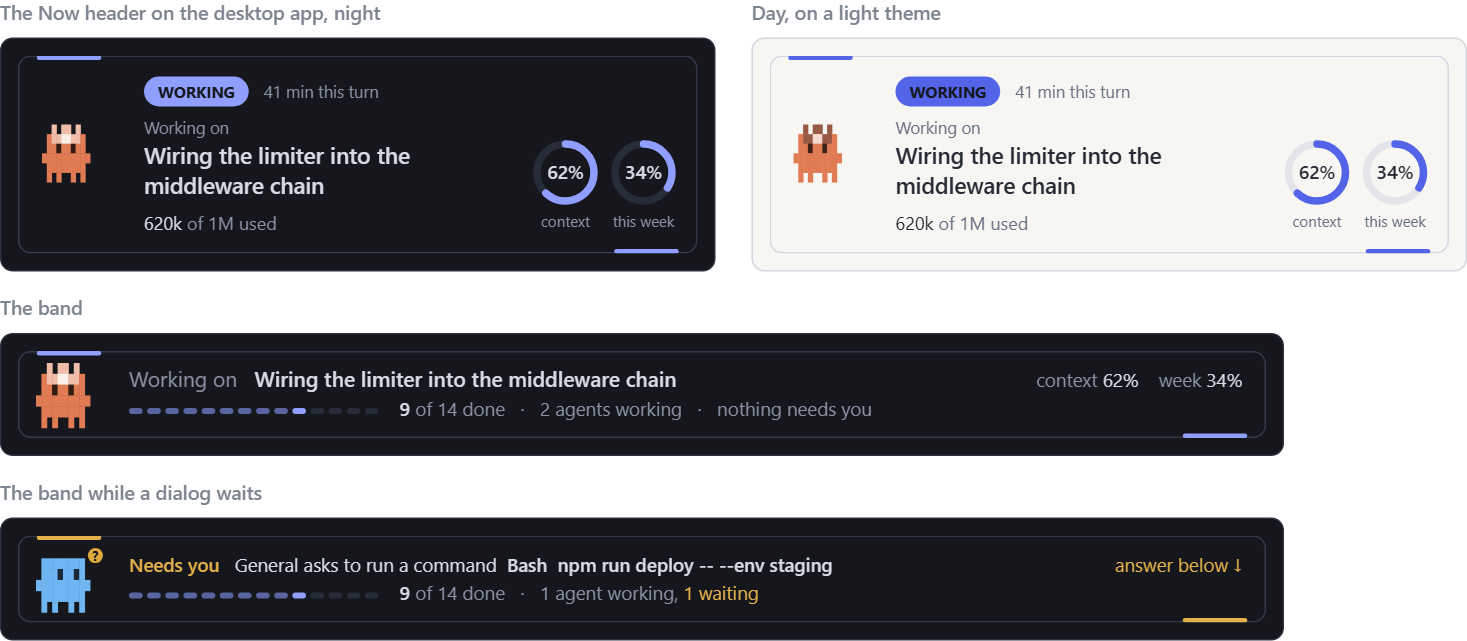 The Now header on the desktop app, night
WORKING 41 min this turn
Working on
Wiring the limiter into the
middleware chain
620k of 1M used
62% 34%
context this week
Day, on a light theme
WORKING 41 min this turn
Working on
Wiring the limiter into the
middleware chain
620k of 1M used
62% 34%
context this week
The band
Working on Wiring the limiter into the middleware chain context 62% week 34%
9 of 14 done · 2 agents working · nothing needs you
The band while a dialog waits
? Needs you General asks to run a command Bash npm run deploy -- --env staging answer below ↓
9 of 14 done · 1 agent working, 1 waiting